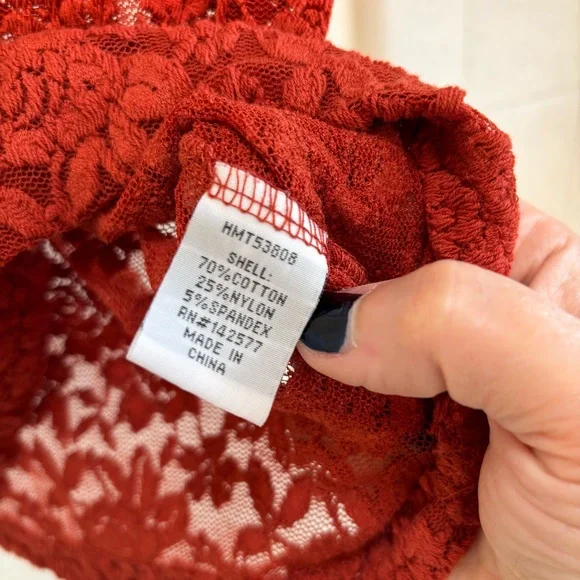 HMT53808
SHELL:
70%COTTON
25%NYLON
5%SPANDEX
RN#142577
MADE IN
CHINA